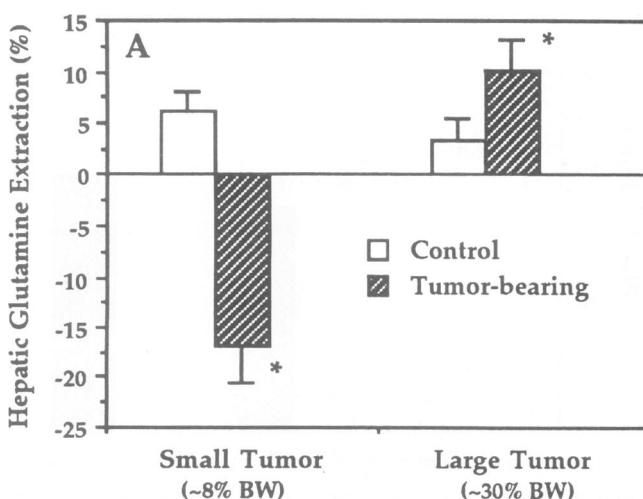 Hepatic Glutamine Extraction (%)
A
15
10
5
0
-5
-10
-15
-20
-25
*
*
Control
Tumor-bearing
Small Tumor
(~8% BW)
Large Tumor
(~30% BW)